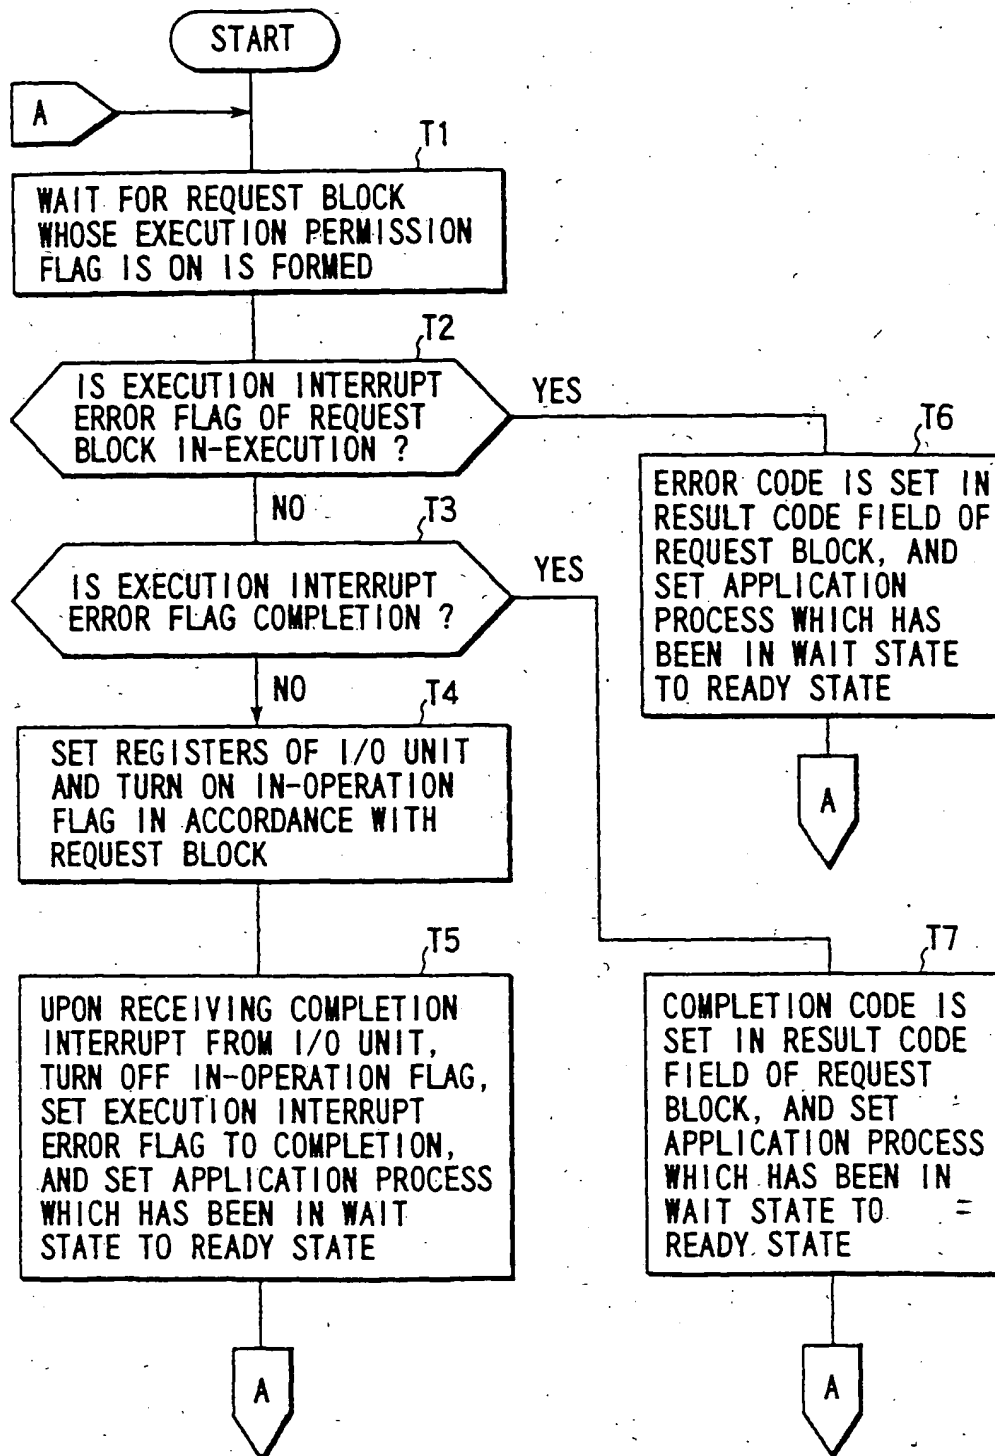 START
A
T1
WAIT FOR REQUEST BLOCK
WHOSE EXECUTION PERMISSION
FLAG IS ON IS FORMED
T2
IS EXECUTION INTERRUPT
ERROR FLAG OF REQUEST
BLOCK IN-EXECUTION ?
YES
NO
T3
IS EXECUTION INTERRUPT
ERROR FLAG COMPLETION ?
YES
NO
T6
ERROR CODE IS SET IN
RESULT CODE FIELD OF
REQUEST BLOCK, AND
SET APPLICATION
PROCESS WHICH HAS
BEEN IN WAIT STATE
TO READY STATE
A
T4
SET REGISTERS OF I/O UNIT
AND TURN ON IN-OPERATION
FLAG IN ACCORDANCE WITH
REQUEST BLOCK
T5
UPON RECEIVING COMPLETION
INTERRUPT FROM I/O UNIT,
TURN OFF IN-OPERATION FLAG,
SET EXECUTION INTERRUPT
ERROR FLAG TO COMPLETION,
AND SET APPLICATION PROCESS
WHICH HAS BEEN IN WAIT
STATE TO READY STATE
A
T7
COMPLETION CODE IS
SET IN RESULT CODE
FIELD OF REQUEST
BLOCK, AND SET
APPLICATION PROCESS
WHICH HAS BEEN IN
WAIT STATE TO
READY STATE
A